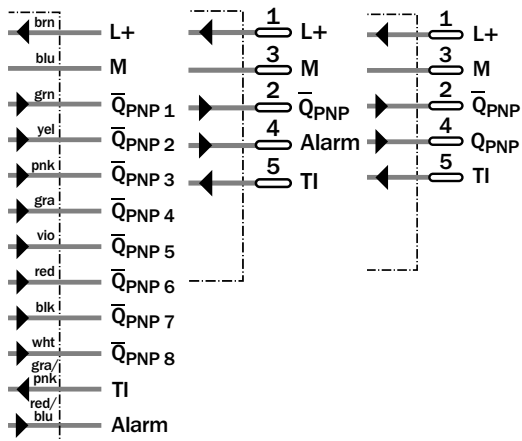 brn L+
blu M
grn Q̅PNP 1
yel Q̅PNP 2
pnk Q̅PNP 3
gra Q̅PNP 4
vio Q̅PNP 5
red Q̅PNP 6
blk Q̅PNP 7
wht Q̅PNP 8
gra/
pnk TI
red/
blu Alarm
1 L+
3 M
2 Q̅PNP
4 Alarm
5 TI
1 L+
3 M
2 Q̅PNP
4 QPNP
5 TI